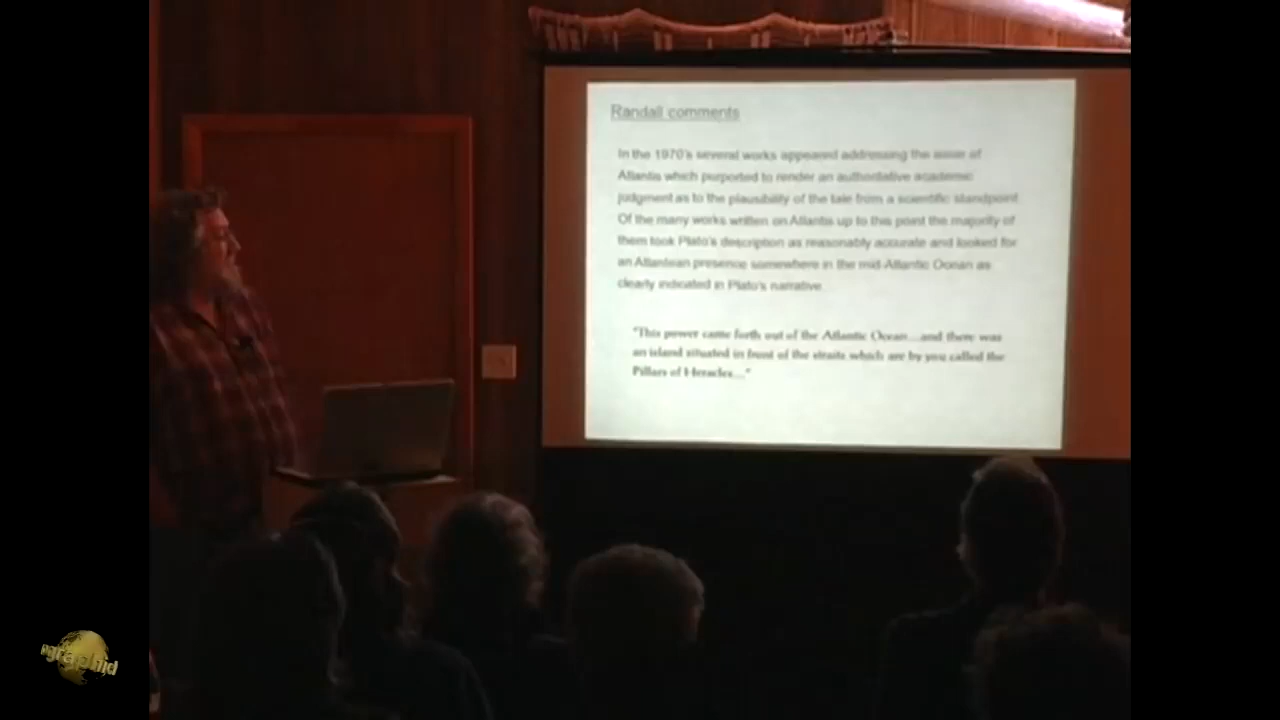 Randall comments
In the 1970's several works appeared addressing the issue of
Atlantis which purported to render an authoritative academic
judgment as to the plausibility of the tale from a scientific standpoint.
Of the many works written on Atlantis up to this point the majority of
them took Plato's description as reasonably accurate and looked for
an Atlantean presence somewhere in the mid-Atlantic Ocean as
clearly indicated in Plato's narrative.
"This power came forth out of the Atlantic Ocean...and there was
an island situated in front of the straits which are by you called the
Pillars of Heracles..."